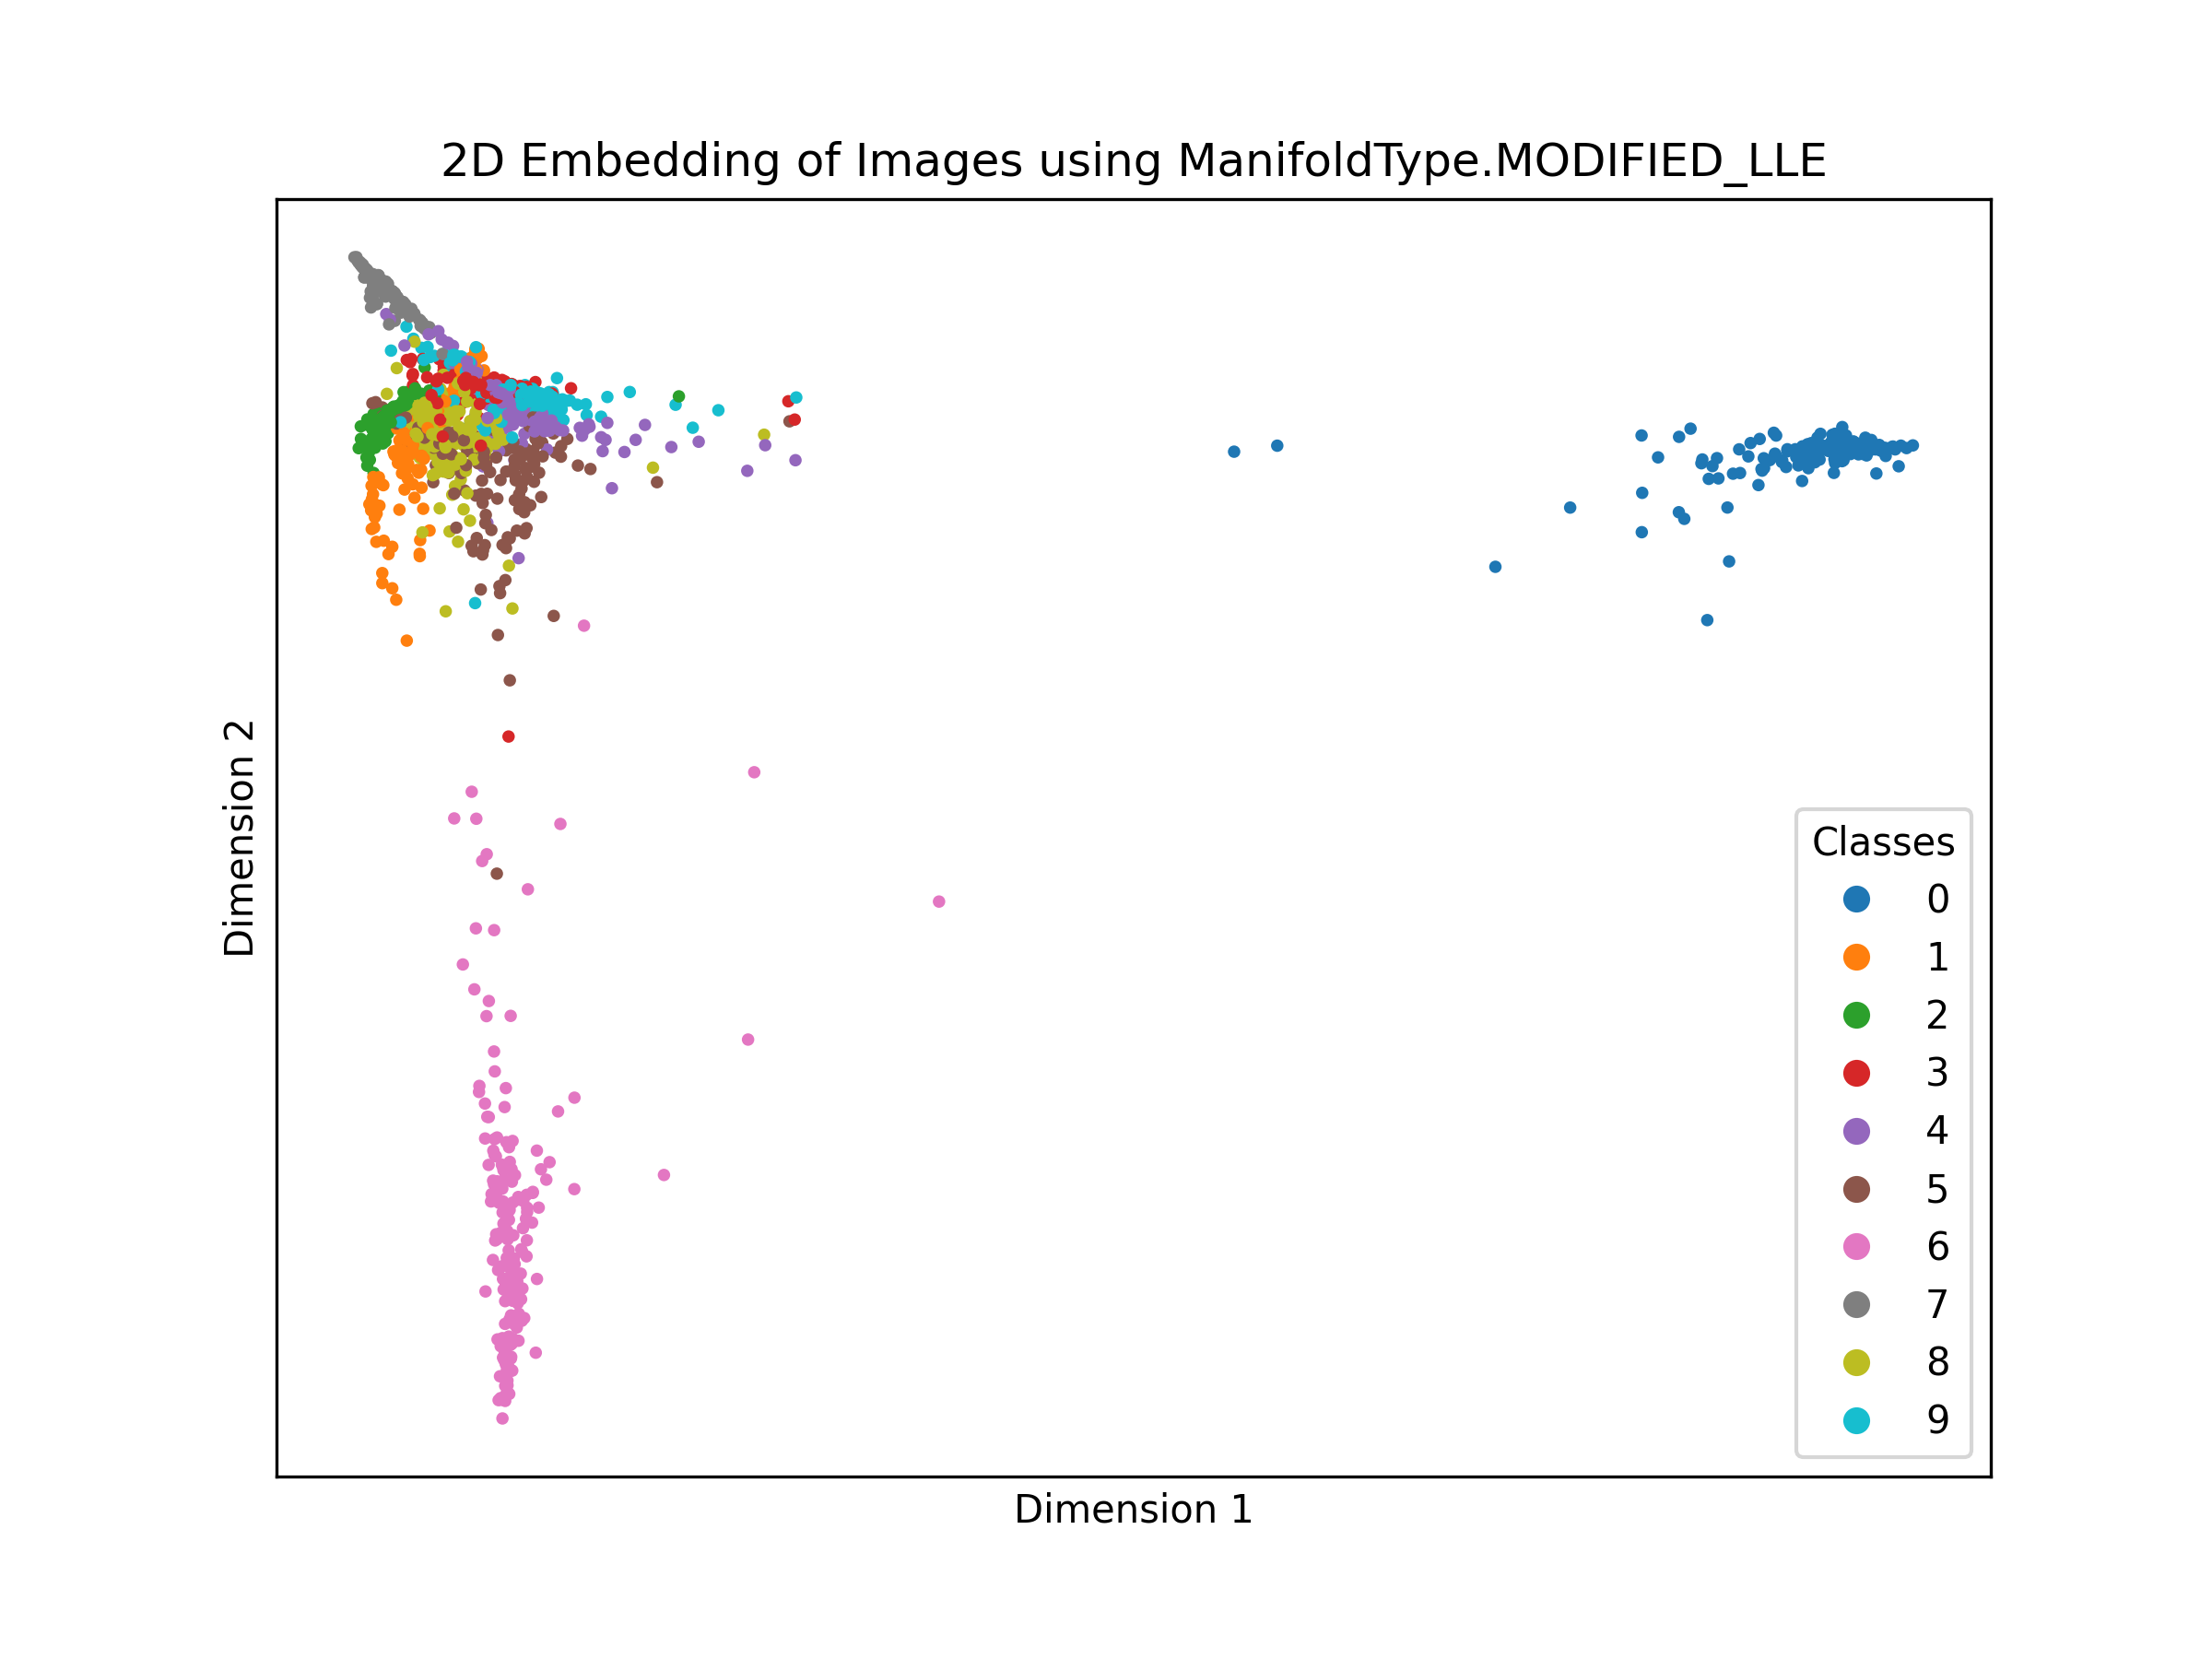 2D Embedding of Images using ManifoldType.MODIFIED_LLE
Dimension 2
Classes
0
1
2
3
4
5
6
7
8
9
Dimension 1